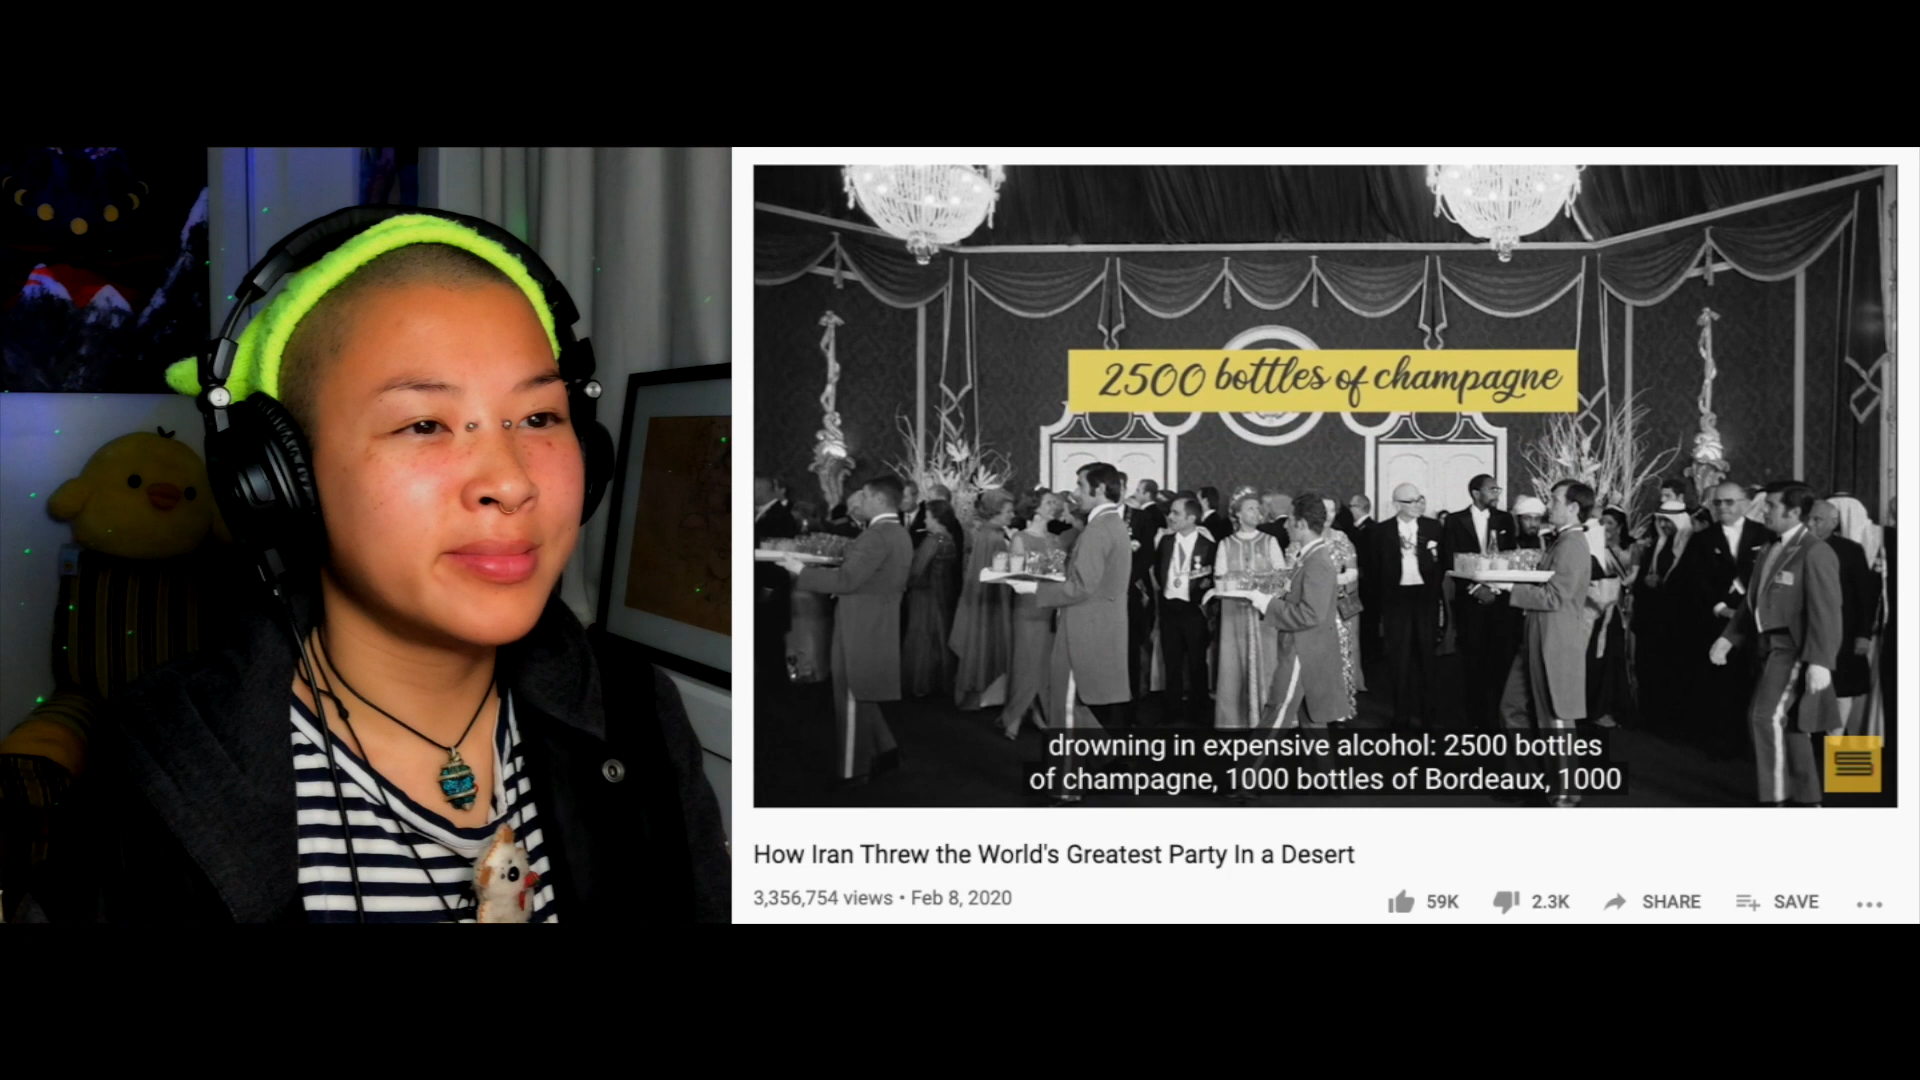 2500 bottles of champagne
drowning in expensive alcohol: 2500 bottles
of champagne, 1000 bottles of Bordeaux, 1000
How Iran Threw the World's Greatest Party In a Desert
3,356,754 views • Feb 8, 2020
59K
2.3K
SHARE
SAVE